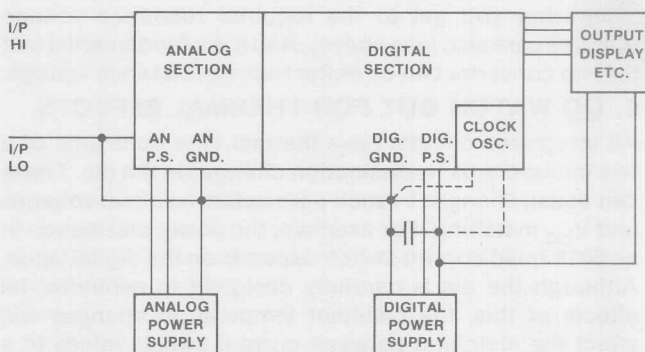 I/P
HI
ANALOG
SECTION
DIGITAL
SECTION
OUTPUT
DISPLAY
ETC.
I/P
LO
AN
P.S.
AN
GND.
DIG.
GND.
DIG
P.S.
CLOCK
OSC.
ANALOG
POWER
SUPPLY
DIGITAL
POWER
SUPPLY